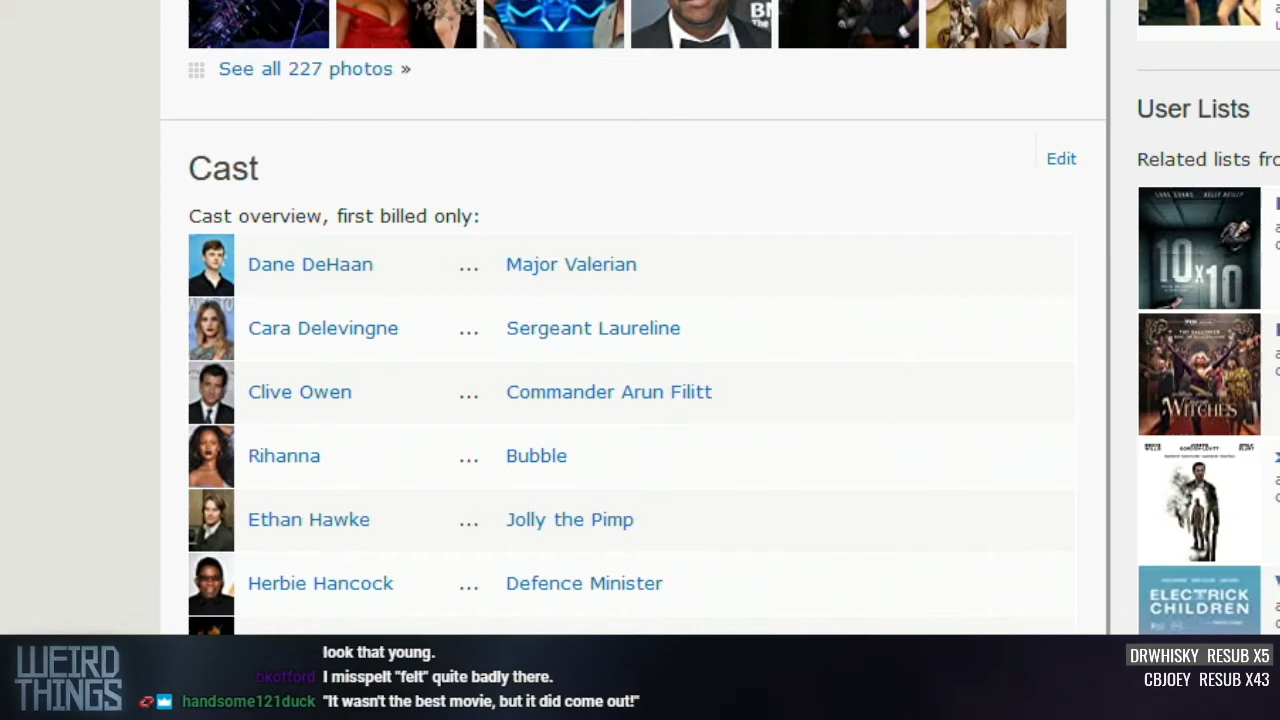 See all 227 photos »
User Lists
Edit
Related lists fro
Cast
Cast overview, first billed only:
Dane DeHaan ... Major Valerian
Cara Delevingne ... Sergeant Laureline
Clive Owen ... Commander Arun Filitt
Rihanna ... Bubble
Ethan Hawke ... Jolly the Pimp
Herbie Hancock ... Defence Minister
10x10
WITCHES
ELECTRICK
CHILDREN
WEIRD
THINGS
look that young.
bkofford I misspelt "felt" quite badly there.
handsome121duck "It wasn't the best movie, but it did come out!"
DRWHISKY RESUB X5
CBJOEY RESUB X43